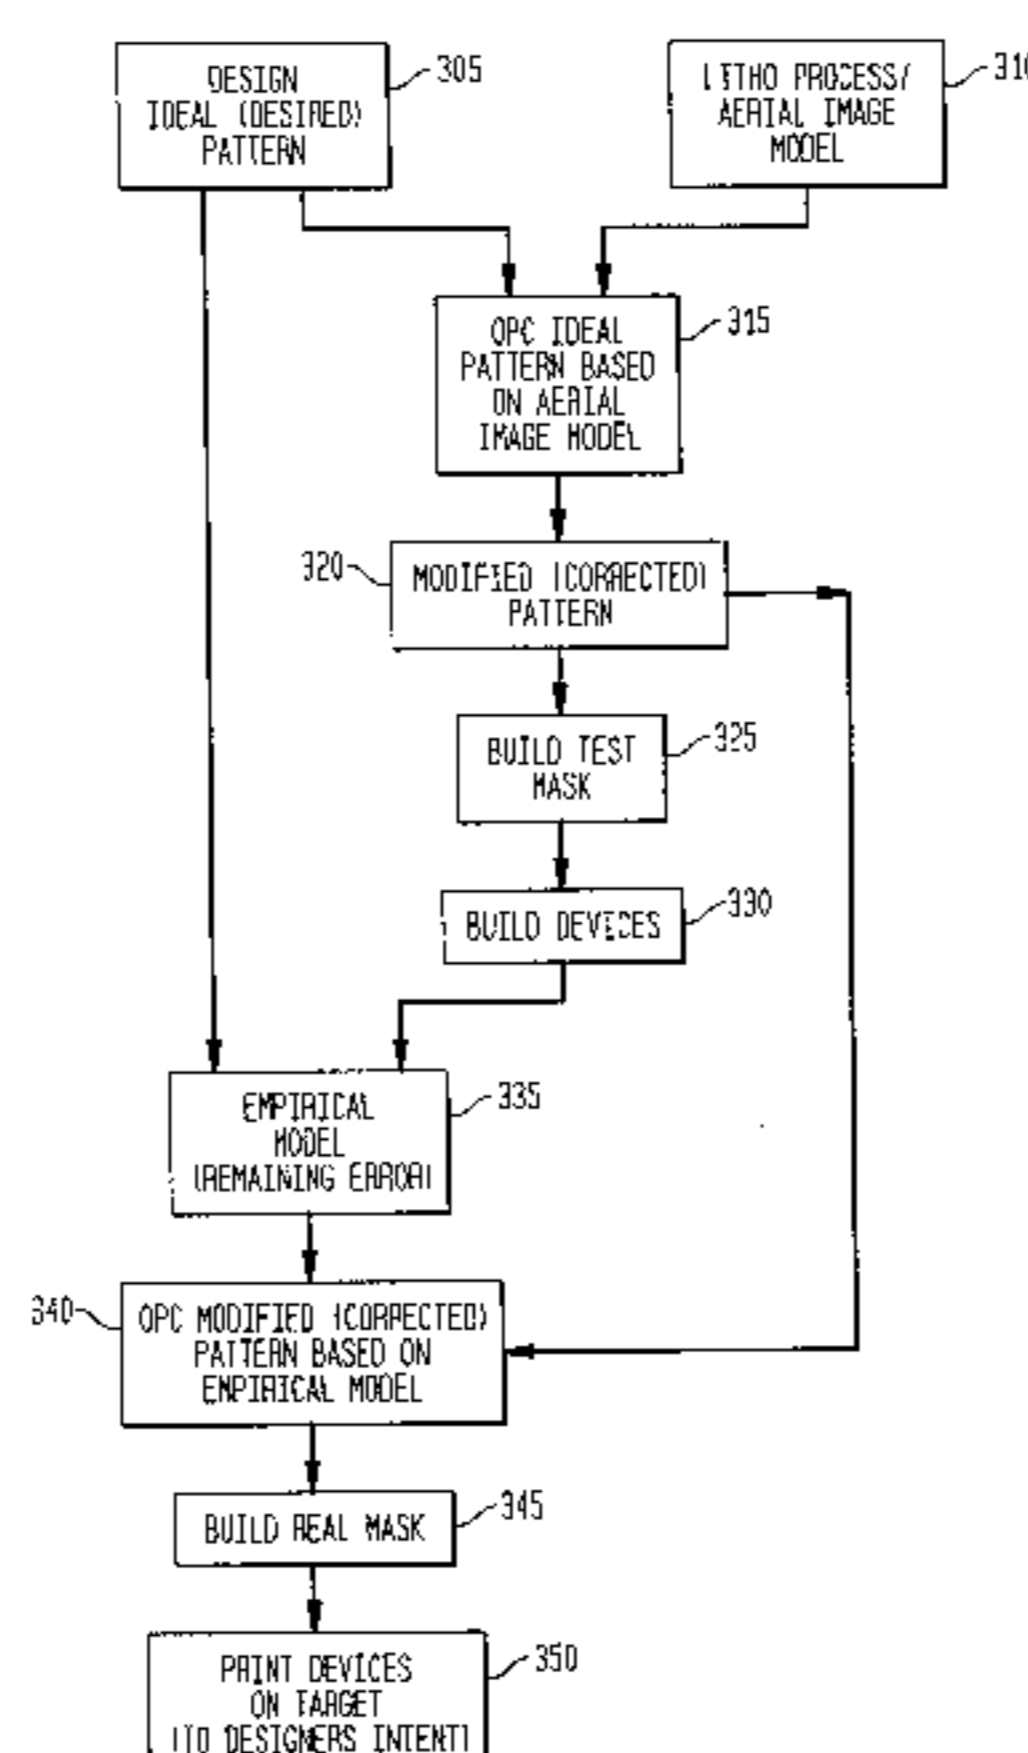 DESIGN
IDEAL (DESIRED)
PATTERN
305
LITHO PROCESS/
AERIAL IMAGE
MODEL
310
OPC IDEAL
PATTERN BASED
ON AERIAL
IMAGE MODEL
315
320
MODIFIED (CORRECTED)
PATTERN
BUILD TEST
MASK
325
BUILD DEVICES
330
EMPIRICAL
MODEL
(REMAINING ERROR)
335
340
OPC MODIFIED (CORRECTED)
PATTERN BASED ON
EMPIRICAL MODEL
BUILD REAL MASK
345
PRINT DEVICES
ON TARGET
(TO DESIGNERS INTENT)
350